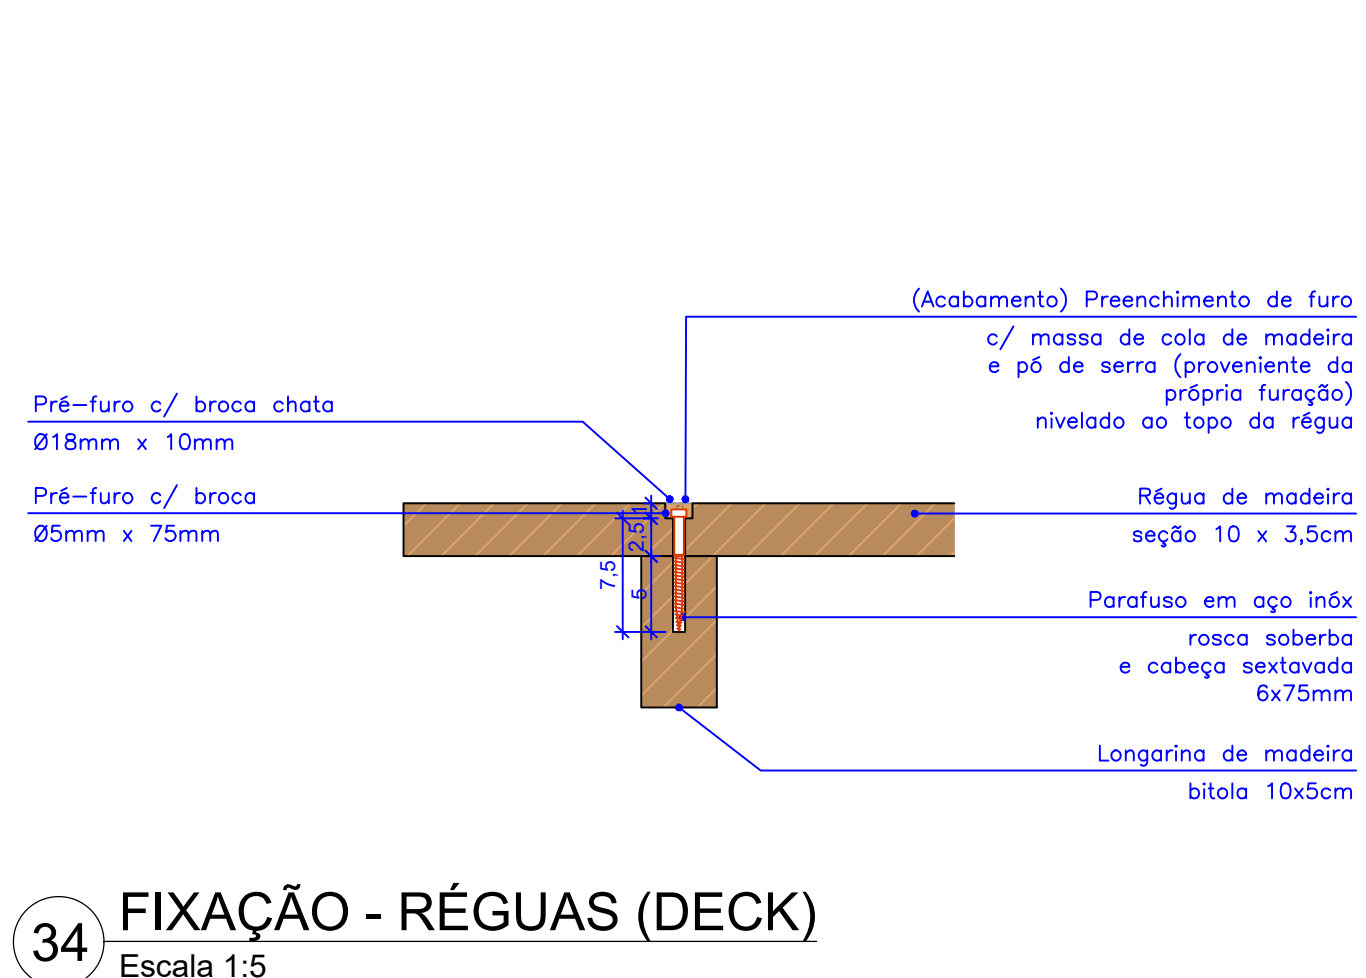 (Acabamento) Preenchimento de furo
c/ massa de cola de madeira
e pó de serra (proveniente da
própria furação)
nivelado ao topo da régua
Pré-furo c/ broca chata
Ø18mm x 10mm
Pré-furo c/ broca
Ø5mm x 75mm
1
2,5
7,5
5
Régua de madeira
seção 10 x 3,5cm
Parafuso em aço inóx
rosca soberba
e cabeça sextavada
6x75mm
Longarina de madeira
bitola 10x5cm
34
FIXAÇÃO - RÉGUAS (DECK)
Escala 1:5